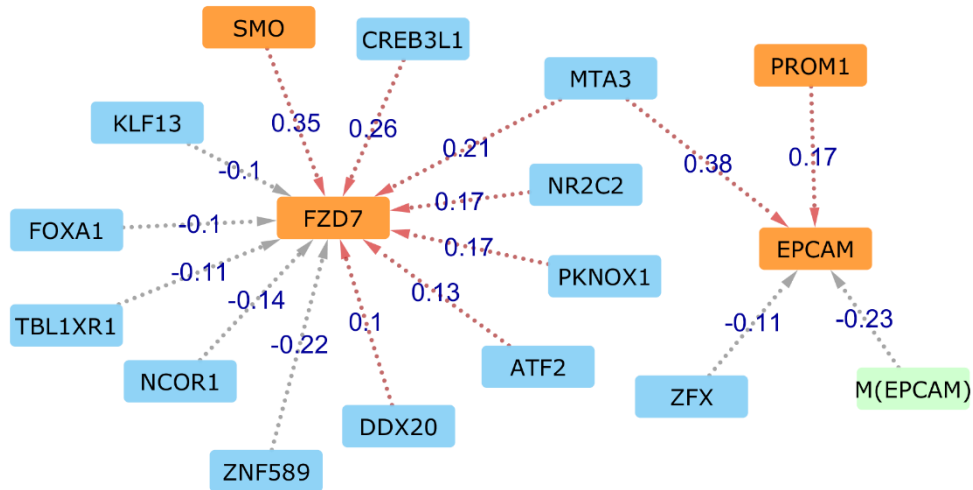 SMO
CREB3L1
MTA3
PROM1
KLF13
0.35
0.26
0.21
0.38
0.17
-0.1
NR2C2
0.17
FOXA1
-0.1
FZD7
EPCAM
0.17
-0.11
PKNOX1
0.13
TBL1XR1
-0.14
0.1
-0.22
-0.11
-0.23
NCOR1
ATF2
ZFX
M(EPCAM)
DDX20
ZNF589